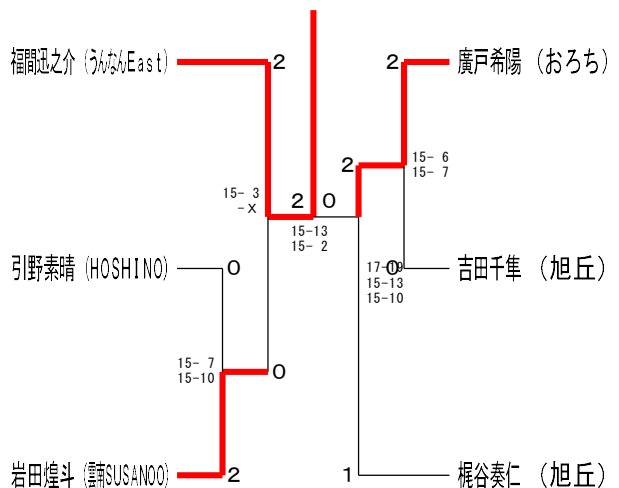 福間迅之介 (うんなんEast) 2
2 廣戸希陽 (おろち)
15- 6
15- 7
2
15- 3
-X
2 0
15-13
15- 2
引野素晴 (HOSHINO) 0
17-19
15-13
15-10
0 吉田千隼 (旭丘)
15- 7
15-10
0
岩田煌斗 (雲南SUSANOO) 2
1 梶谷奏仁 (旭丘)